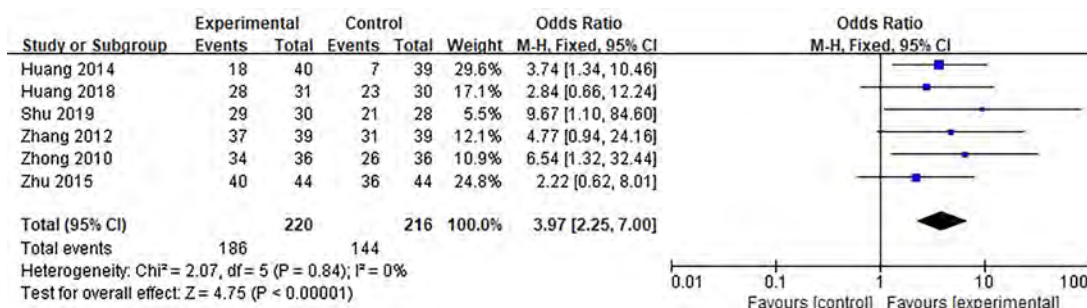 Experimental Control Odds Ratio Odds Ratio
Study or Subgroup Events Total Events Total Weight M-H, Fixed, 95% CI M-H, Fixed, 95% CI
Huang 2014 18 40 7 39 29.6% 3.74 [1.34, 10.46]
Huang 2018 28 31 23 30 17.1% 2.84 [0.66, 12.24]
Shu 2019 29 30 21 28 5.5% 9.67 [1.10, 84.60]
Zhang 2012 37 39 31 39 12.1% 4.77 [0.94, 24.16]
Zhong 2010 34 36 26 36 10.9% 6.54 [1.32, 32.44]
Zhu 2015 40 44 36 44 24.8% 2.22 [0.62, 8.01]
Total (95% CI) 220 216 100.0% 3.97 [2.25, 7.00]
Total events 186 144
Heterogeneity: Chi² = 2.07, df = 5 (P = 0.84); I² = 0%
Test for overall effect: Z = 4.75 (P < 0.00001)
0.01 0.1 1 10 100
Favours [control] Favours [experimental]